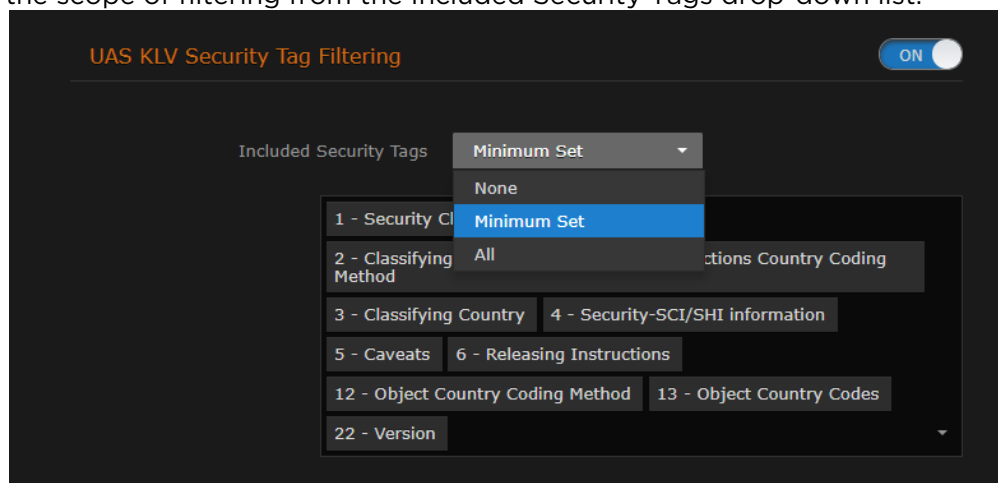 the scope of filtering from the Included Security Tags drop-down list.
UAS KLV Security Tag Filtering
ON
Included Security Tags
Minimum Set
None
Minimum Set
All
1 - Security
2 - Classifying
ctions Country Coding
Method
3 - Classifying Country
4 - Security-SCI/SHI information
5 - Caveats
6 - Releasing Instructions
12 - Object Country Coding Method
13 - Object Country Codes
22 - Version